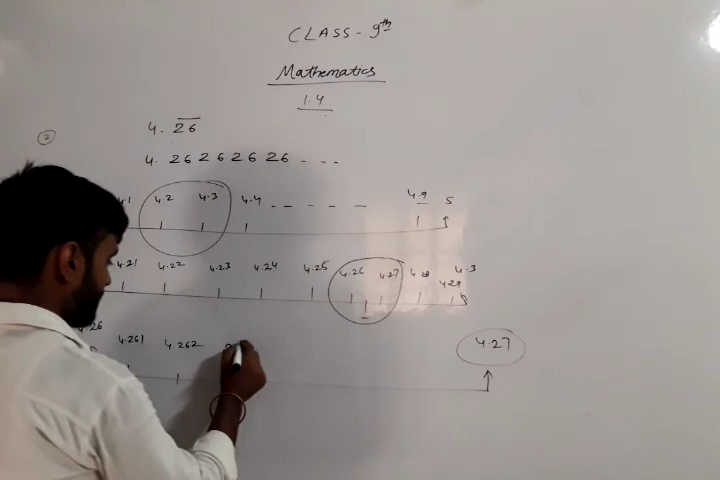 CLASS - 9th
Mathematics
1.4
2
4. 26
4. 26 26 26 26 - - -
4.2 4.3 4.4 - - - - - 4.9 5
4.21 4.22 4.23 4.24 4.25 4.26 4.27 4.28 4.29 4.3
4.26 4.261 4.262 4.27